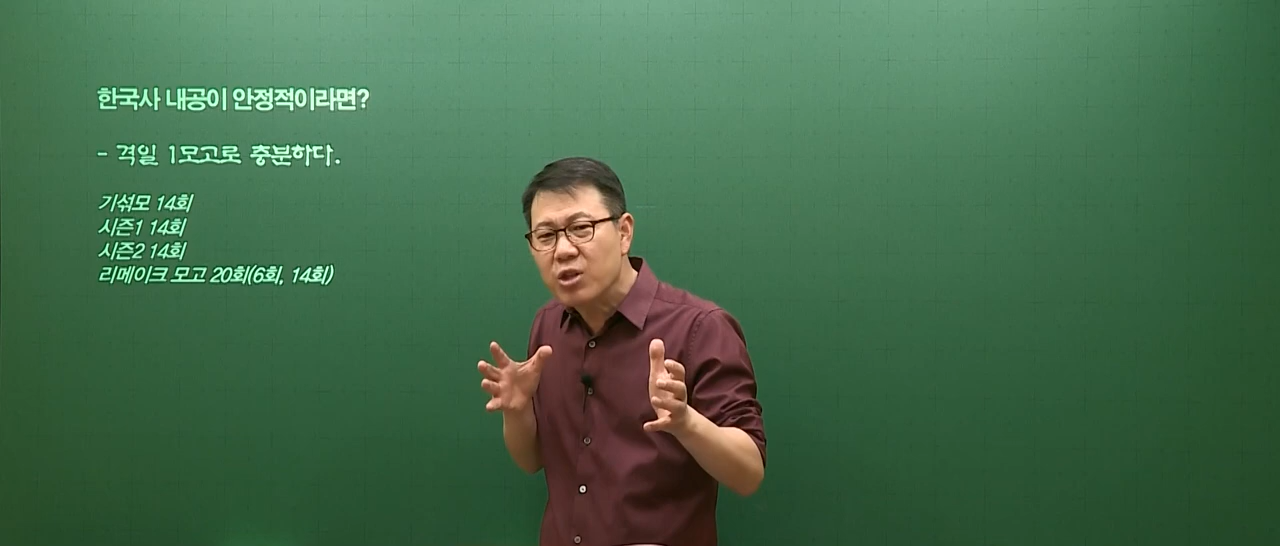 한국사 내공이 안정적이라면?
- 격일 1모고로 충분하다.
기섞모 14회
시즌1 14회
시즌2 14회
리메이크 모고 20회(6회, 14회)